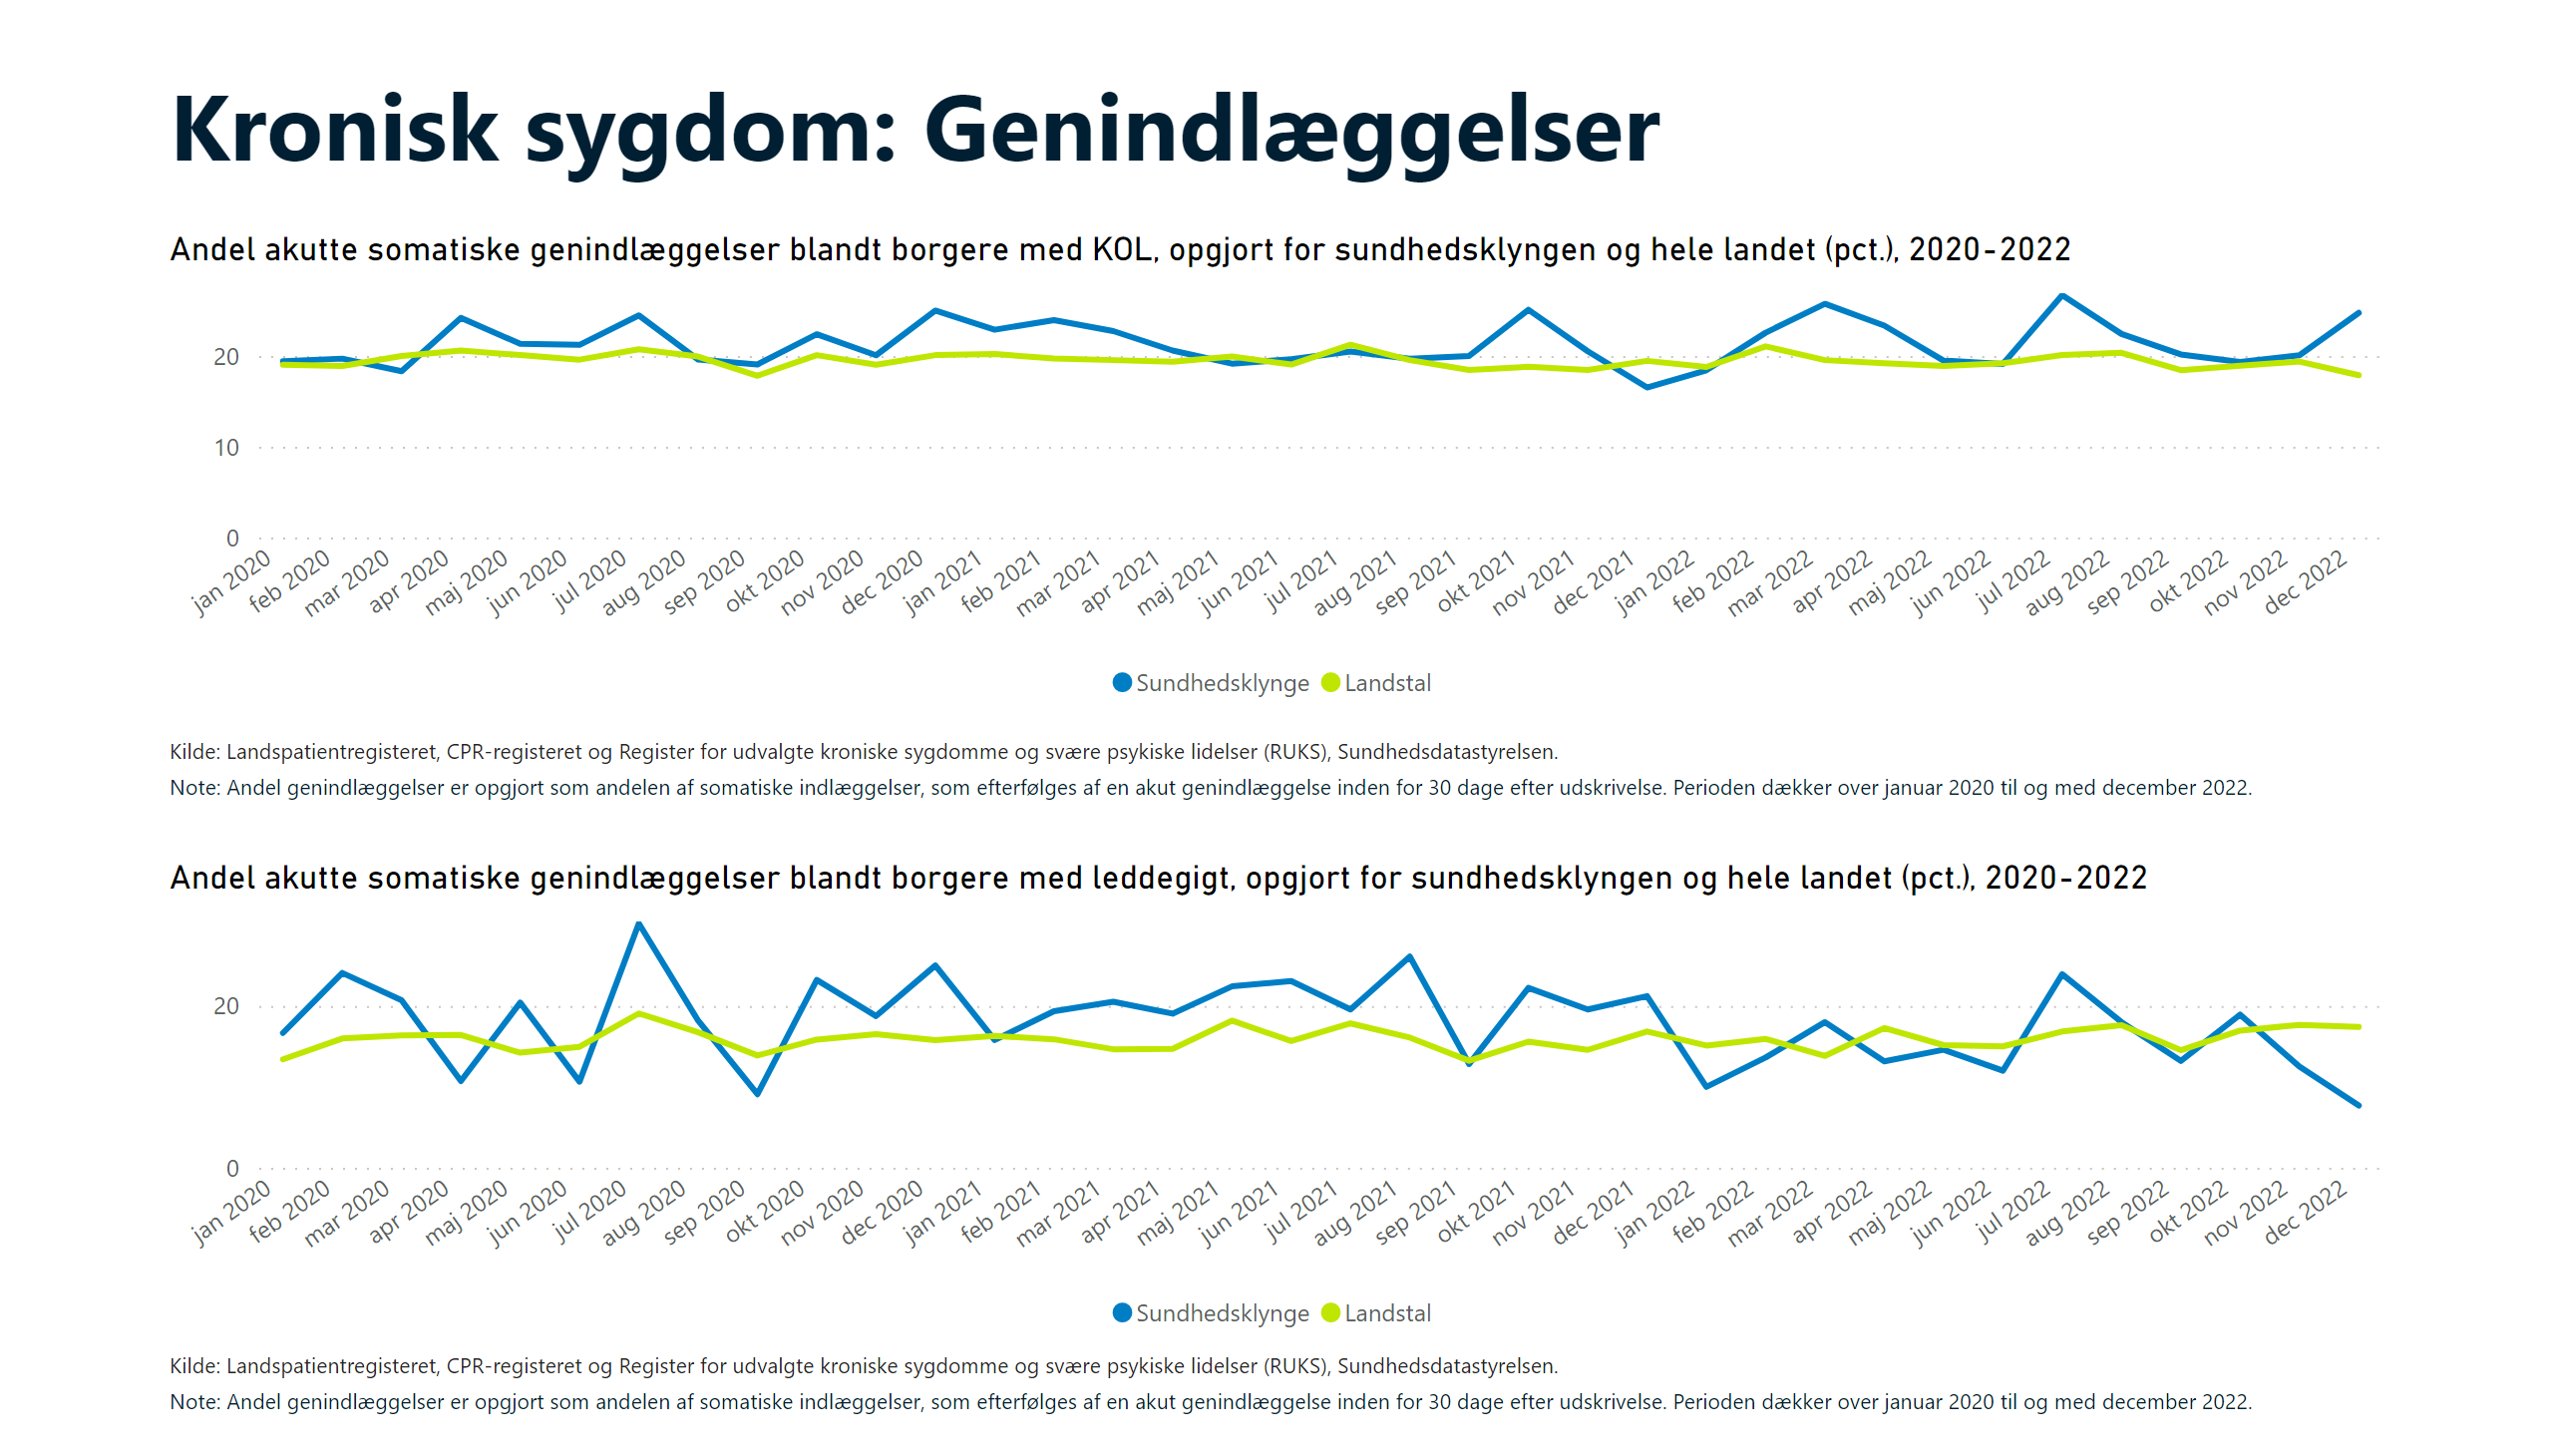 Kronisk sygdom: Genindlæggelser
Andel akutte somatiske genindlæggelser blandt borgere med KOL, opgjort for sundhedsklyngen og hele landet (pct.), 2020-2022
20
10
0
jan 2020
feb 2020
mar 2020
apr 2020
maj 2020
jun 2020
jul 2020
aug 2020
sep 2020
okt 2020
nov 2020
dec 2020
jan 2021
feb 2021
mar 2021
apr 2021
maj 2021
jun 2021
jul 2021
aug 2021
sep 2021
okt 2021
nov 2021
dec 2021
jan 2022
feb 2022
mar 2022
apr 2022
maj 2022
jun 2022
jul 2022
aug 2022
sep 2022
okt 2022
nov 2022
dec 2022
Sundhedsklynge Landstal
Kilde: Landspatientregisteret, CPR-registeret og Register for udvalgte kroniske sygdomme og svære psykiske lidelser (RUKS), Sundhedsdatastyrelsen.
Note: Andel genindlæggelser er opgjort som andelen af somatiske indlæggelser, som efterfølges af en akut genindlæggelse inden for 30 dage efter udskrivelse. Perioden dækker over januar 2020 til og med december 2022.
Andel akutte somatiske genindlæggelser blandt borgere med leddegigt, opgjort for sundhedsklyngen og hele landet (pct.), 2020-2022
20
0
jan 2020
feb 2020
mar 2020
apr 2020
maj 2020
jun 2020
jul 2020
aug 2020
sep 2020
okt 2020
nov 2020
dec 2020
jan 2021
feb 2021
mar 2021
apr 2021
maj 2021
jun 2021
jul 2021
aug 2021
sep 2021
okt 2021
nov 2021
dec 2021
jan 2022
feb 2022
mar 2022
apr 2022
maj 2022
jun 2022
jul 2022
aug 2022
sep 2022
okt 2022
nov 2022
dec 2022
Sundhedsklynge Landstal
Kilde: Landspatientregisteret, CPR-registeret og Register for udvalgte kroniske sygdomme og svære psykiske lidelser (RUKS), Sundhedsdatastyrelsen.
Note: Andel genindlæggelser er opgjort som andelen af somatiske indlæggelser, som efterfølges af en akut genindlæggelse inden for 30 dage efter udskrivelse. Perioden dækker over januar 2020 til og med december 2022.